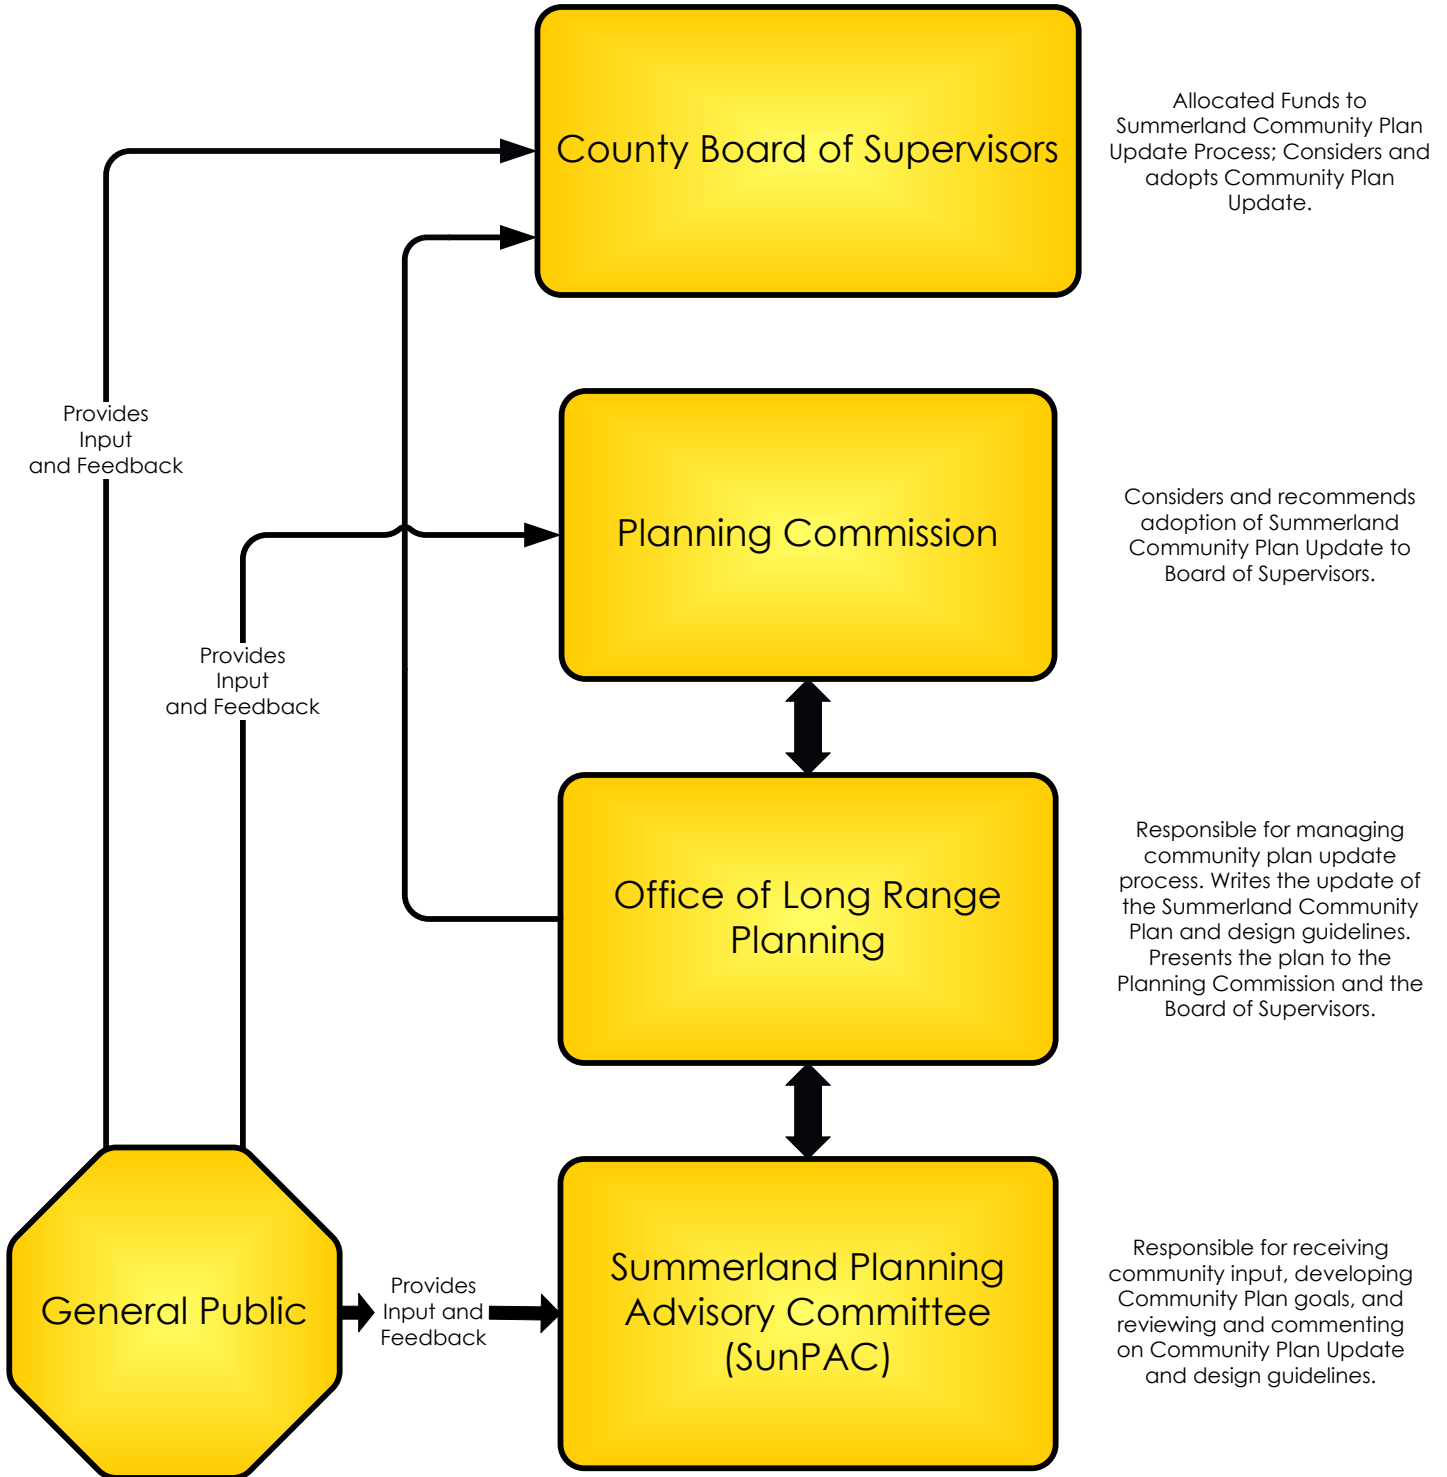 County Board of Supervisors
Allocated Funds to
Summerland Community Plan
Update Process; Considers and
adopts Community Plan
Update.
Provides
Input
and Feedback
Planning Commission
Considers and recommends
adoption of Summerland
Community Plan Update to
Board of Supervisors.
Provides
Input
and Feedback
Office of Long Range
Planning
Responsible for managing
community plan update
process. Writes the update of
the Summerland Community
Plan and design guidelines.
Presents the plan to the
Planning Commission and the
Board of Supervisors.
General Public
Provides
Input and
Feedback
Summerland Planning
Advisory Committee
(SunPAC)
Responsible for receiving
community input, developing
Community Plan goals, and
reviewing and commenting
on Community Plan Update
and design guidelines.